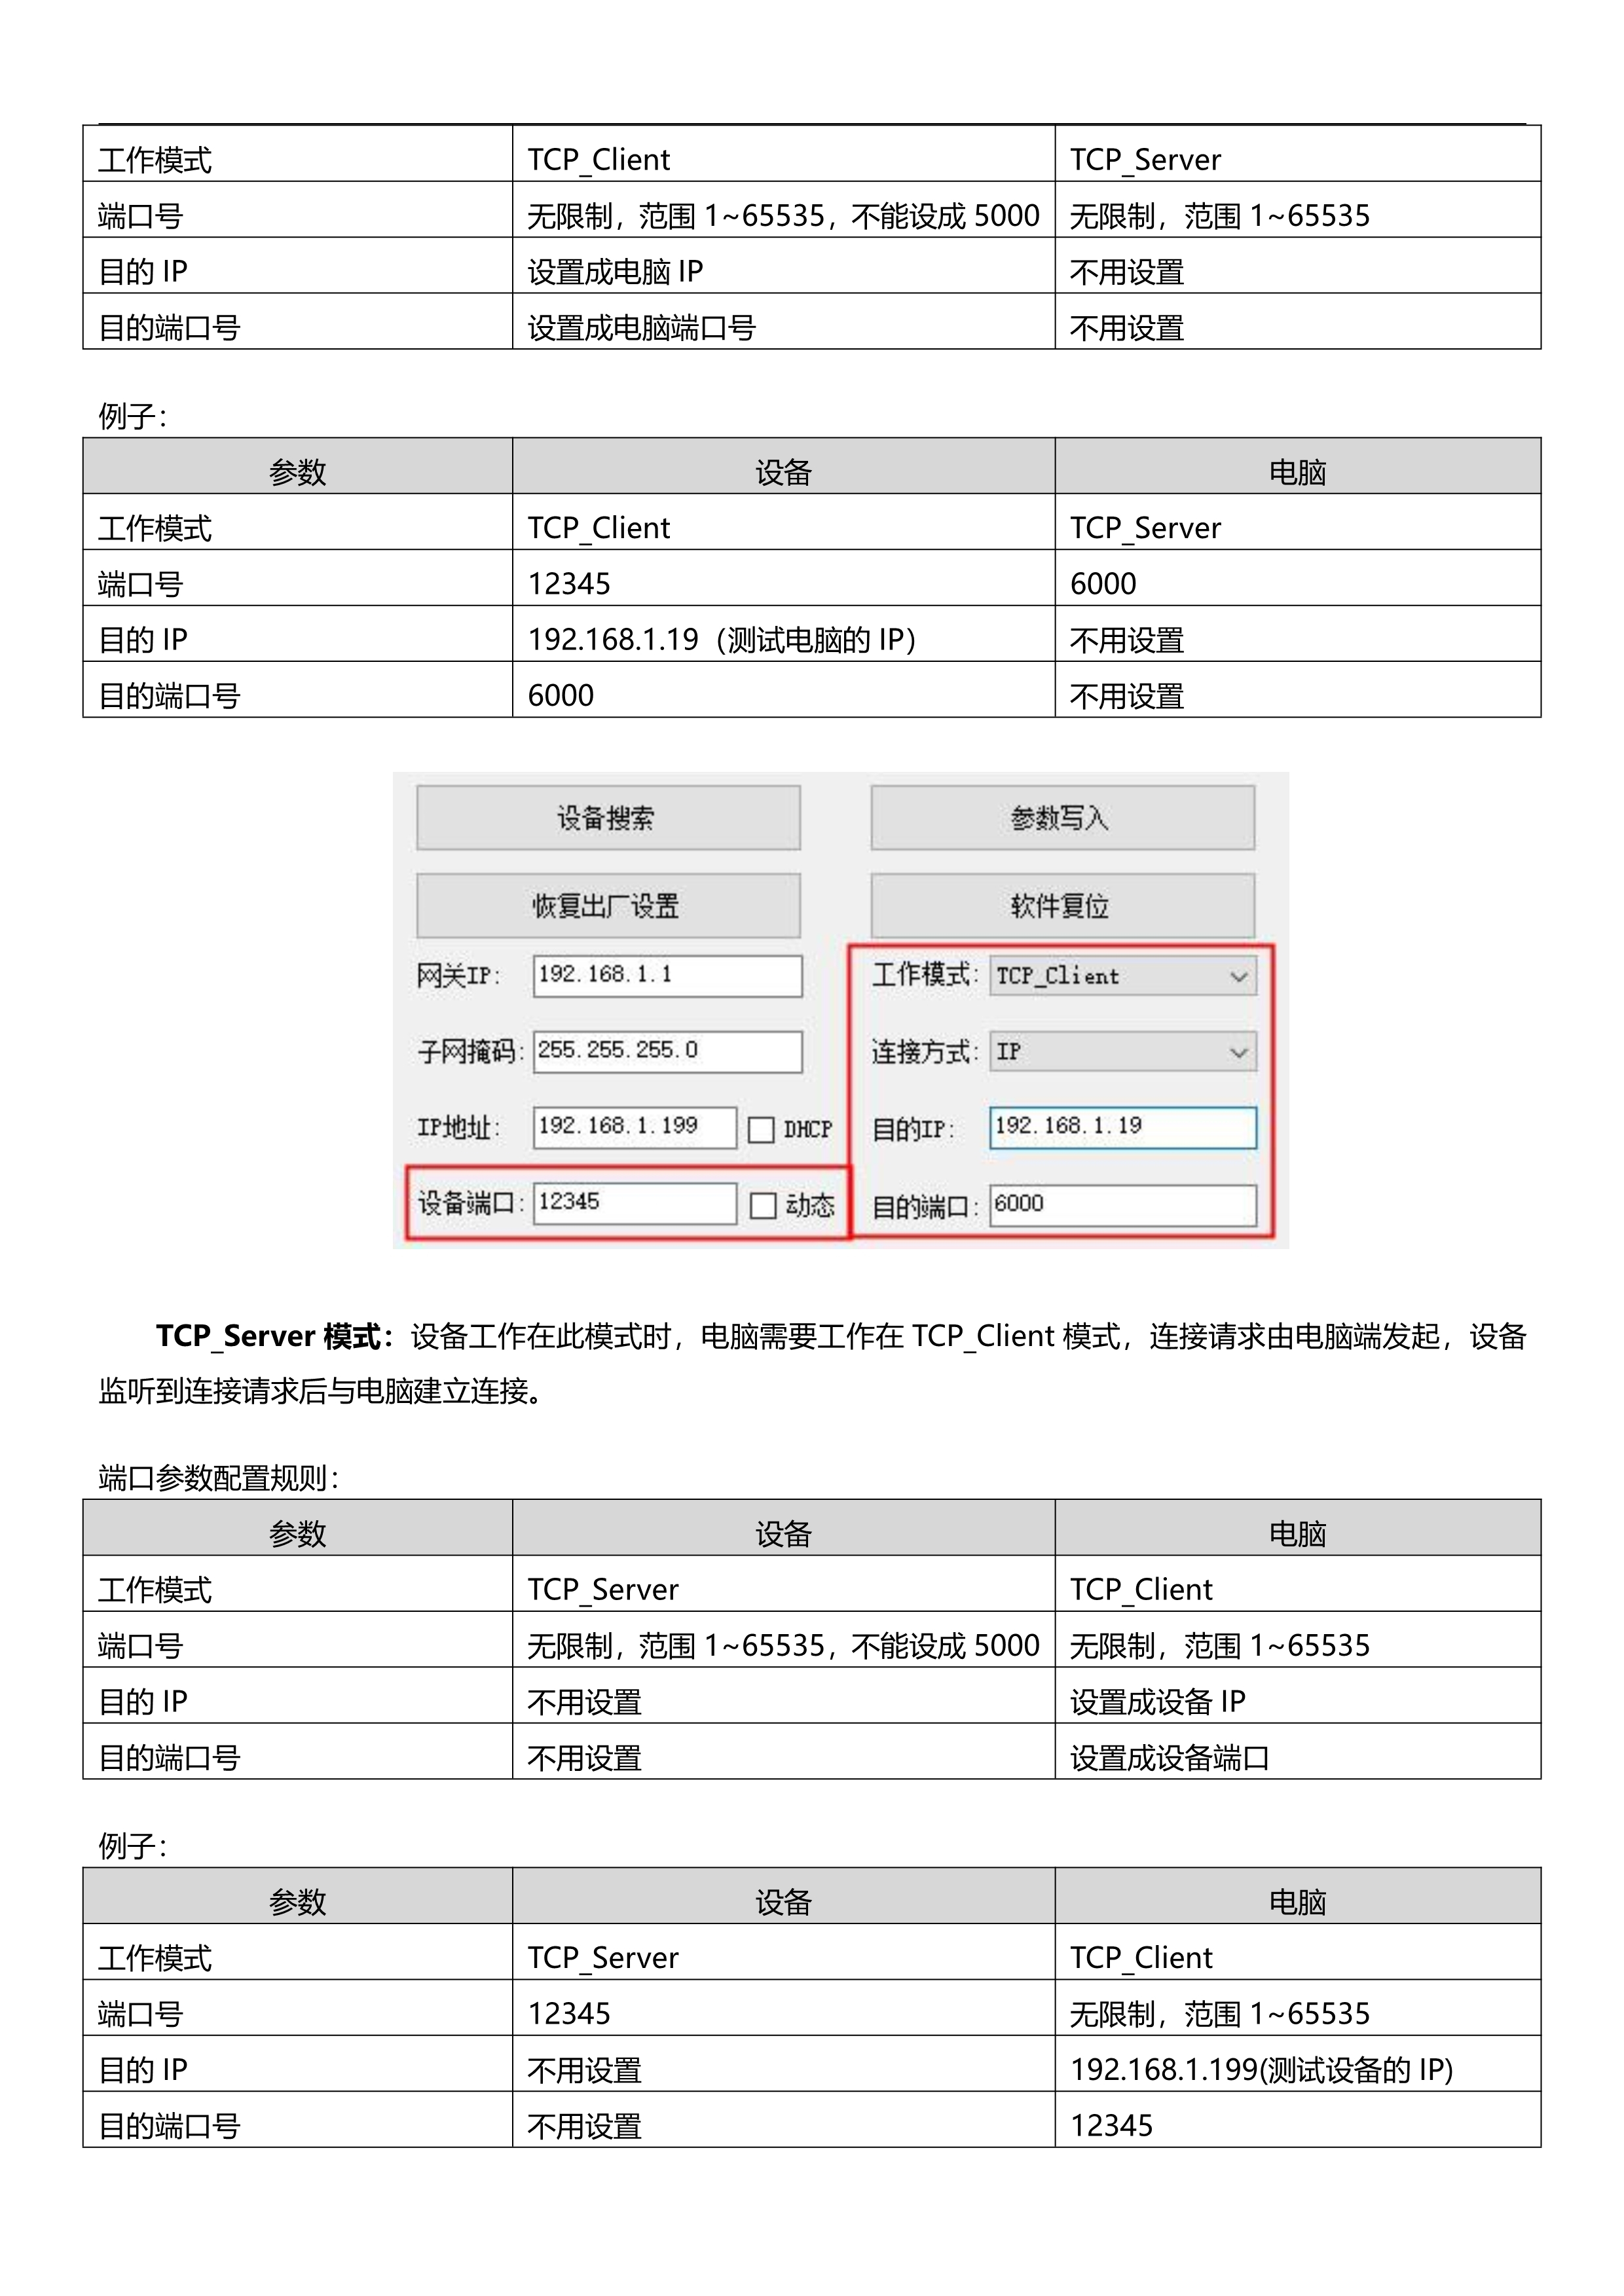 工作模式 TCP_Client TCP_Server
端口号 无限制，范围 1~65535，不能设成 5000 无限制，范围 1~65535
目的 IP 设置成电脑 IP 不用设置
目的端口号 设置成电脑端口号 不用设置
例子：
参数 设备 电脑
工作模式 TCP_Client TCP_Server
端口号 12345 6000
目的 IP 192.168.1.19（测试电脑的 IP） 不用设置
目的端口号 6000 不用设置
设备搜索 参数写入
恢复出厂设置 软件复位
网关IP: 192.168.1.1 工作模式: TCP_Client
子网掩码: 255.255.255.0 连接方式: IP
IP地址: 192.168.1.199 DHCP 目的IP: 192.168.1.19
设备端口: 12345 动态 目的端口: 6000
TCP_Server 模式：设备工作在此模式时，电脑需要工作在 TCP_Client 模式，连接请求由电脑端发起，设备
监听到连接请求后与电脑建立连接。
端口参数配置规则：
参数 设备 电脑
工作模式 TCP_Server TCP_Client
端口号 无限制，范围 1~65535，不能设成 5000 无限制，范围 1~65535
目的 IP 不用设置 设置成设备 IP
目的端口号 不用设置 设置成设备端口
例子：
参数 设备 电脑
工作模式 TCP_Server TCP_Client
端口号 12345 无限制，范围 1~65535
目的 IP 不用设置 192.168.1.199(测试设备的 IP)
目的端口号 不用设置 12345